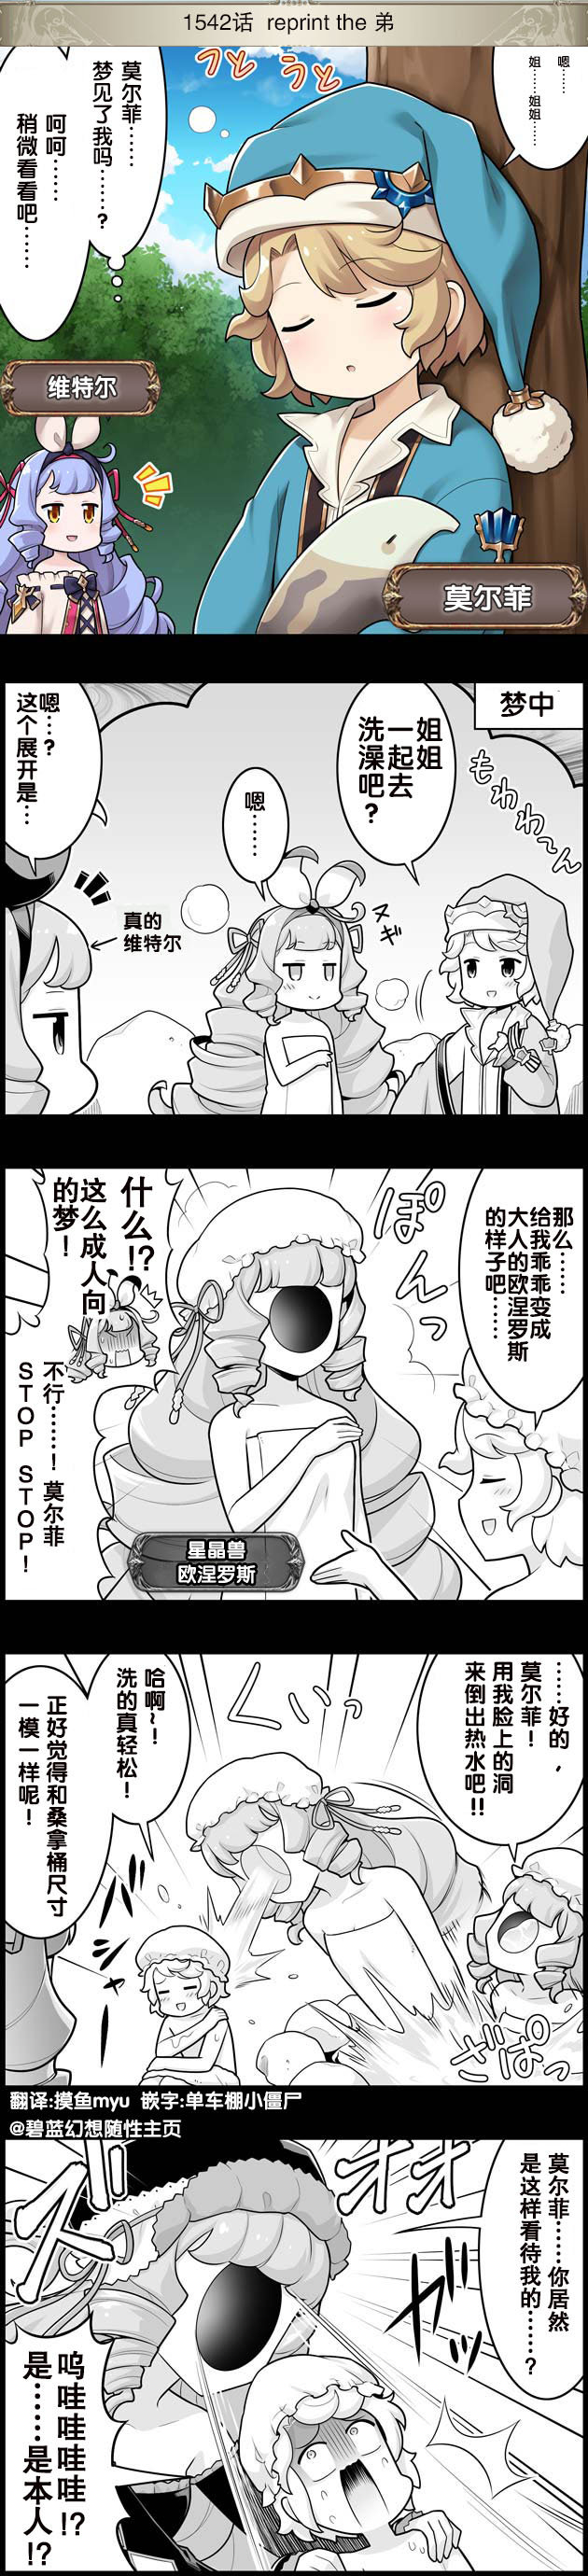 1542话 reprint the 弟
うと うと
嗯……
姐……姐姐……
莫尔菲……
梦见了我吗……?
呵呵……
稍微看看吧……
维特尔
莫尔菲
梦中
もわわ~ん
姐姐
一起去
洗澡吧?
嗯……
ヌギ
嗯…?
这个展开是…
真的
维特尔
那么……
给我乖乖变成
大人的欧涅罗斯
的样子吧……
ぽんっ
什么!?
这么成人向
的梦!
不行……!莫尔菲
STOP STOP!
星晶兽
欧涅罗斯
……好的,
莫尔菲!
用我脸上的洞
来倒出热水吧!!
ぐいっ
哈啊~!
洗的真轻松!
正好觉得和桑拿桶尺寸
一模一样呢!
ざばっ
翻译:摸鱼myu 嵌字:单车棚小僵尸
@碧蓝幻想随性主页
莫尔菲……你居然
是这样看待我的……?
ズオオ
ガッ
呜哇哇哇哇!?
是……是本人!?